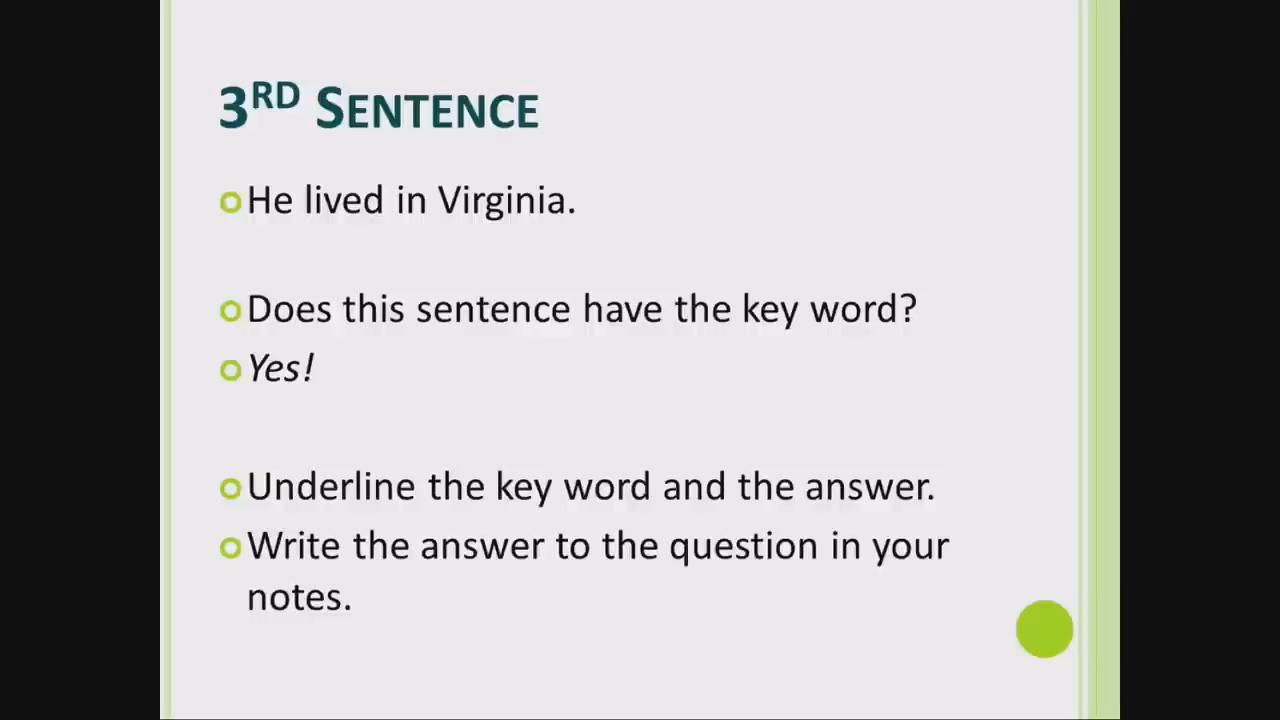 3RD SENTENCE
He lived in Virginia.
Does this sentence have the key word?
Yes!
Underline the key word and the answer.
Write the answer to the question in your
notes.